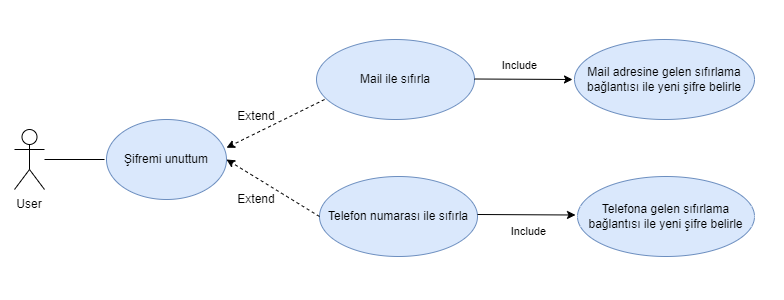 Mail ile sıfırla
Include
Mail adresine gelen sıfırlama
bağlantısı ile yeni şifre belirle
Extend
Şifremi unuttum
User
Extend
Telefon numarası ile sıfırla
Include
Telefona gelen sıfırlama
bağlantısı ile yeni şifre belirle